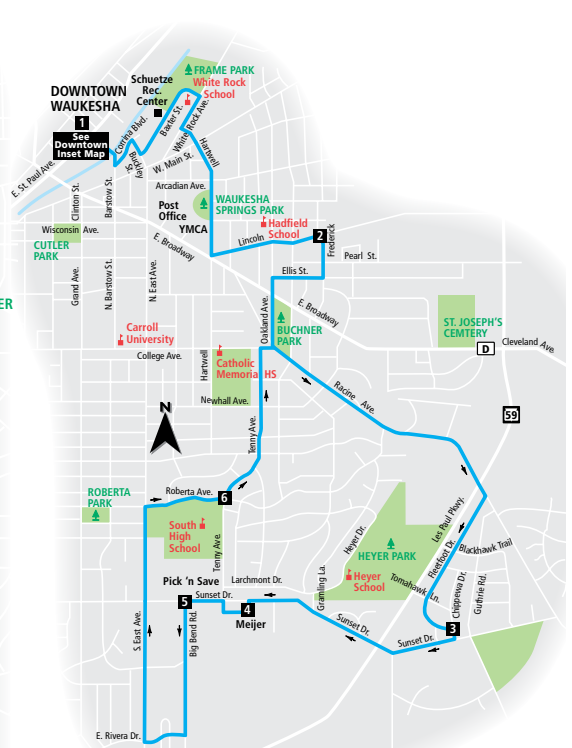 FRAME PARK
White Rock
School
Schuetze
Rec.
Center
DOWNTOWN
WAUKESHA
1
See
Downtown
Inset Map
Corrina Blvd.
Baxter St.
White Rock Ave.
Hartwell
Buckley
Sq.
W. Main St.
E. St. Paul Ave.
Arcadian Ave.
Clinton St.
Barstow St.
Post
Office
YMCA
WAUKESHA
SPRINGS PARK
Hadfield
School
Wisconsin Ave.
CUTLER
PARK
E. Broadway
Lincoln
2
Frederick
Pearl St.
Ellis St.
Grand Ave.
N. Barstow St.
N. East Ave.
ER
Oakland Ave.
E. Broadway
BUCHNER
PARK
ST. JOSEPH'S
CEMTERY
Carroll
University
D
Cleveland Ave.
College Ave.
Hartwell
Catholic
Memorial HS
Newhall Ave.
Racine Ave.
59
N
Tenny Ave.
ROBERTA
PARK
Roberta Ave.
6
South
High
School
Tenny Ave.
Heyer Dr.
Les Paul Pkwy.
HEYER PARK
Fleetfoot Dr.
Blackhawk Trail
Heyer
School
Tomahawk Ln.
Chippewa Dr.
Guthrie Rd.
Gramling La.
Pick 'n Save
Larchmont Dr.
5
Sunset Dr.
4
Meijer
Sunset Dr.
Sunset Dr.
3
S. East Ave.
Big Bend Rd.
E. Rivera Dr.